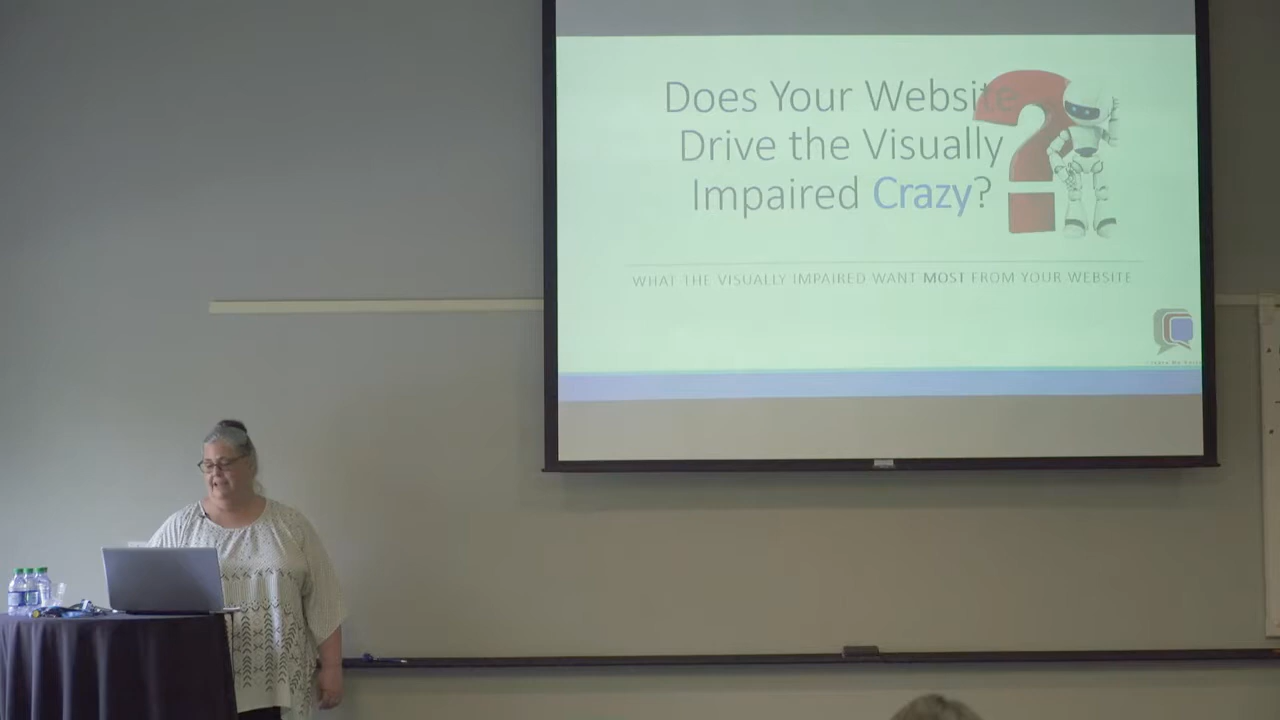 Does Your Website
Drive the Visually
Impaired Crazy?
WHAT THE VISUALLY IMPAIRED WANT MOST FROM YOUR WEBSITE